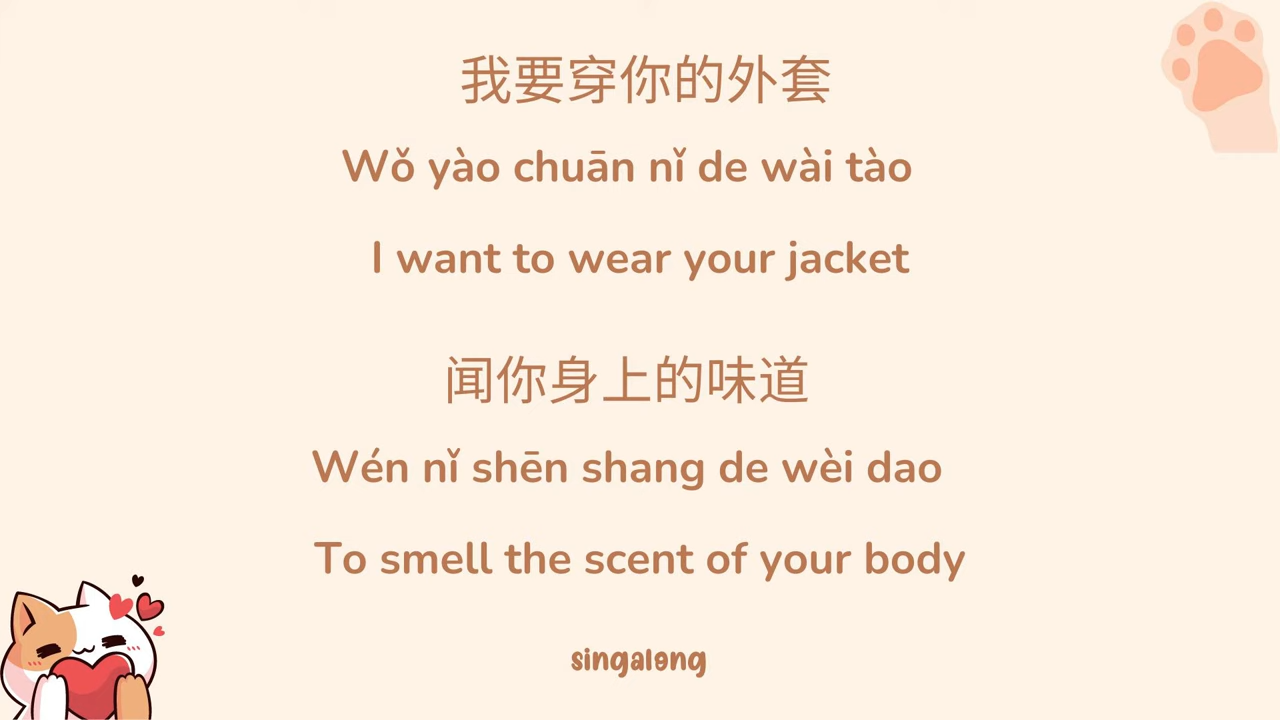 我要穿你的外套
Wǒ yào chuān nǐ de wài tào
I want to wear your jacket
闻你身上的味道
Wén nǐ shēn shang de wèi dao
To smell the scent of your body
singalong